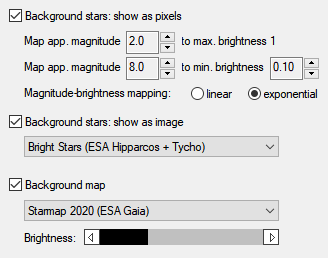 Background stars: show as pixels
Map app. magnitude 2.0 to max. brightness 1
Map app. magnitude 8.0 to min. brightness 0.10
Magnitude-brightness mapping: linear exponential
Background stars: show as image
Bright Stars (ESA Hipparcos + Tycho)
Background map
Starmap 2020 (ESA Gaia)
Brightness: